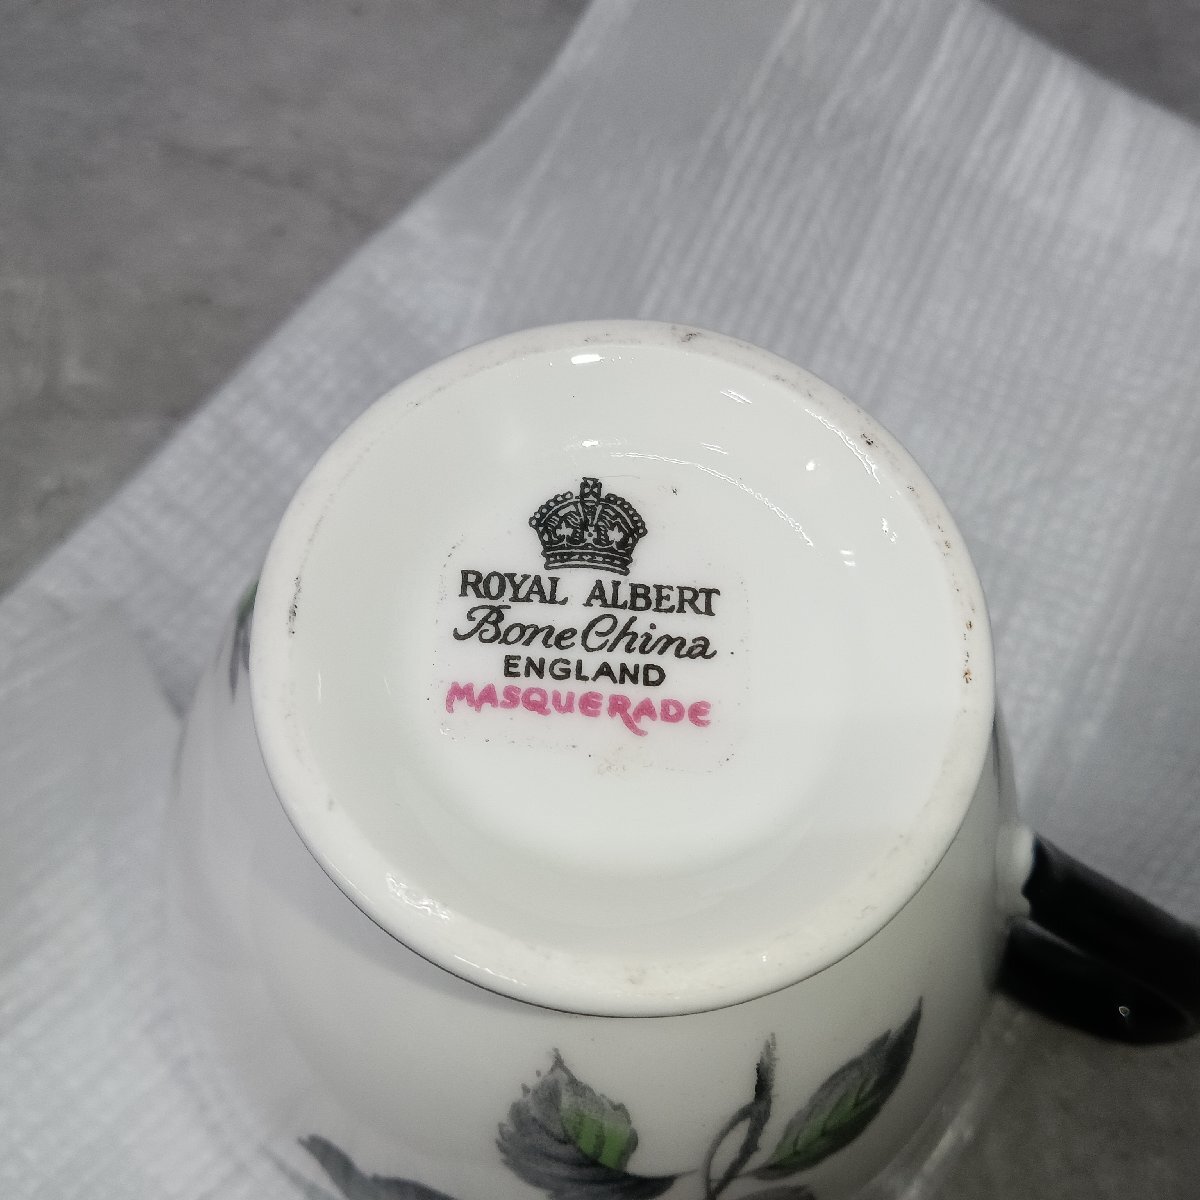 ROYAL ALBERT
Bone China
ENGLAND
MASQUERADE